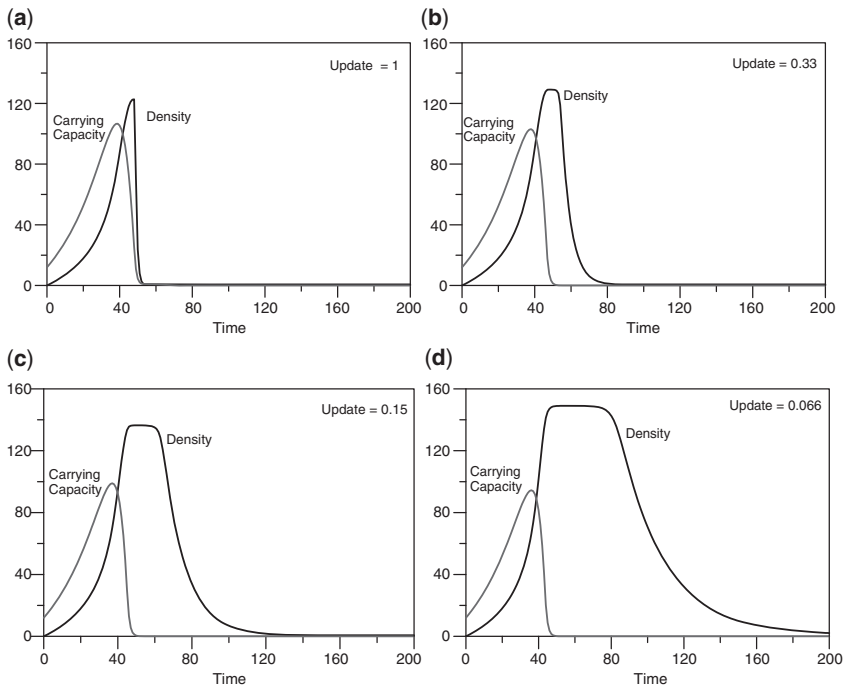 (a)
160
120
80
40
0
Update = 1
Carrying
Capacity
Density
0 40 80 120 160 200
Time
(b)
160
120
80
40
0
Update = 0.33
Carrying
Capacity
Density
0 40 80 120 160 200
Time
(c)
160
120
80
40
0
Update = 0.15
Carrying
Capacity
Density
0 40 80 120 160 200
Time
(d)
160
120
80
40
0
Update = 0.066
Carrying
Capacity
Density
0 40 80 120 160 200
Time